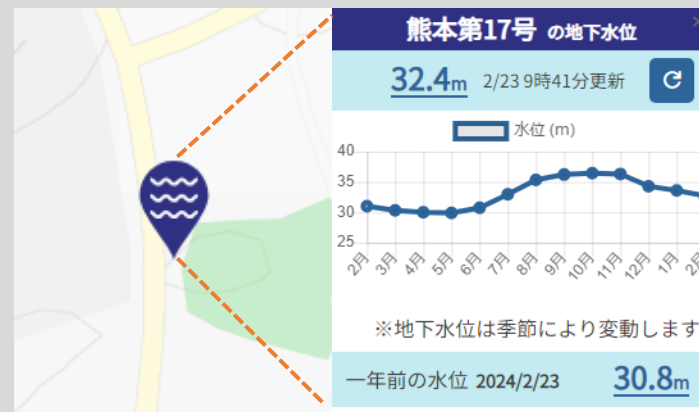 熊本第17号 の地下水位
32.4m 2/23 9時41分更新
水位 (m)
40
35
30
25
2月 3月 4月 5月 6月 7月 8月 9月 10月 11月 12月 1月 2月
※地下水位は季節により変動します
一年前の水位 2024/2/23 30.8m